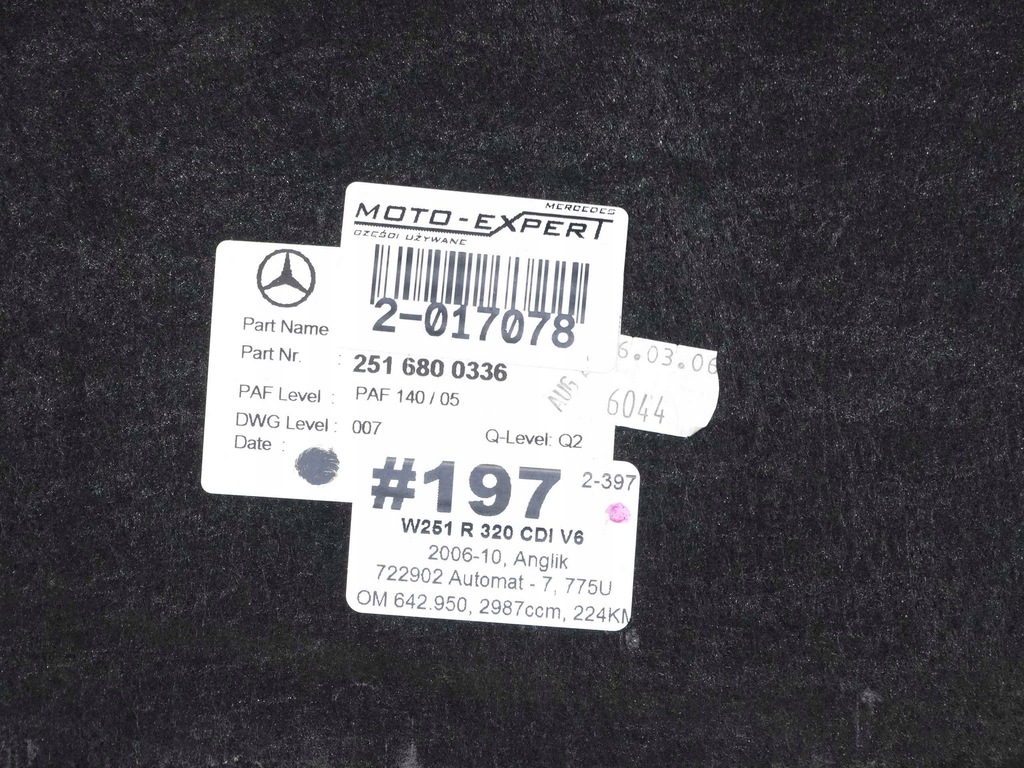 MERCEDES
MOTO-EXPERT
CZĘŚCI UŻYWANE
2-017078
Part Name
Part Nr. : 251 680 0336
PAF Level : PAF 140 / 05
DWG Level : 007
Q-Level: Q2
Date :
6.03.06
AUG
6044
#197
2-397
W251 R 320 CDI V6
2006-10, Anglik
722902 Automat - 7, 775U
OM 642.950, 2987ccm, 224KM